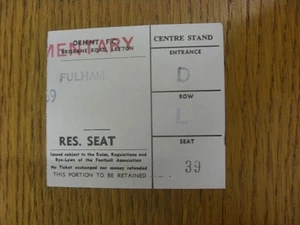 ORIENT F.C.
BRISBANE ROAD, LEYTON
MENTARY
FULHAM
69
RES. SEAT
Issued subject to the Rules, Regulations and
Bye-Laws of the Football Association
No Ticket exchanged nor money refunded
THIS PORTION TO BE RETAINED
CENTRE STAND
ENTRANCE
D
ROW
L
SEAT
39